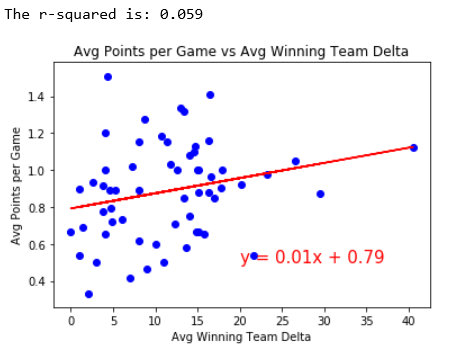 The r-squared is: 0.059
Avg Points per Game vs Avg Winning Team Delta
Avg Points per Game
1.4
1.2
1.0
0.8
0.6
0.4
y = 0.01x + 0.79
0 5 10 15 20 25 30 35 40
Avg Winning Team Delta